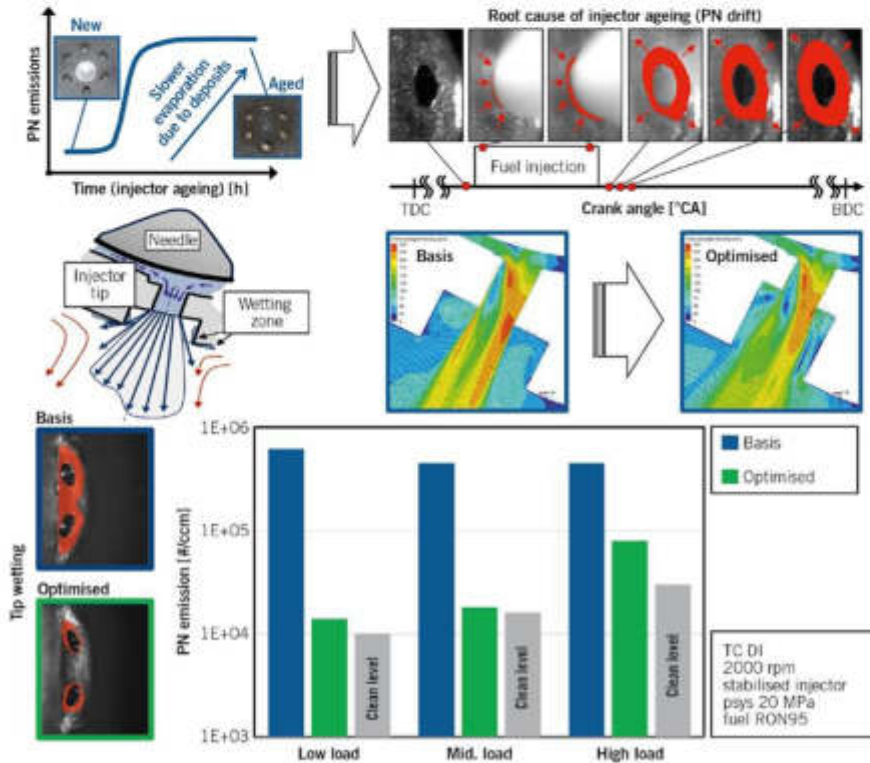 PN emissions
New
Slower
evaporation
due to deposits
Aged
Time (injector ageing) [h]
Root cause of injector ageing (PN drift)
Fuel injection
TDC
Crank angle [°CA]
BDC
Needle
Injector
tip
Wetting
zone
Basis
Optimised
Tip wetting
Basis
Optimised
PN emission [#/ccm]
1E+06
1E+05
1E+04
1E+03
Clean level
Clean level
Clean level
Low load
Mid. load
High load
Basis
Optimised
TC DI
2000 rpm
stabilised injector
psys 20 MPa
fuel RON95